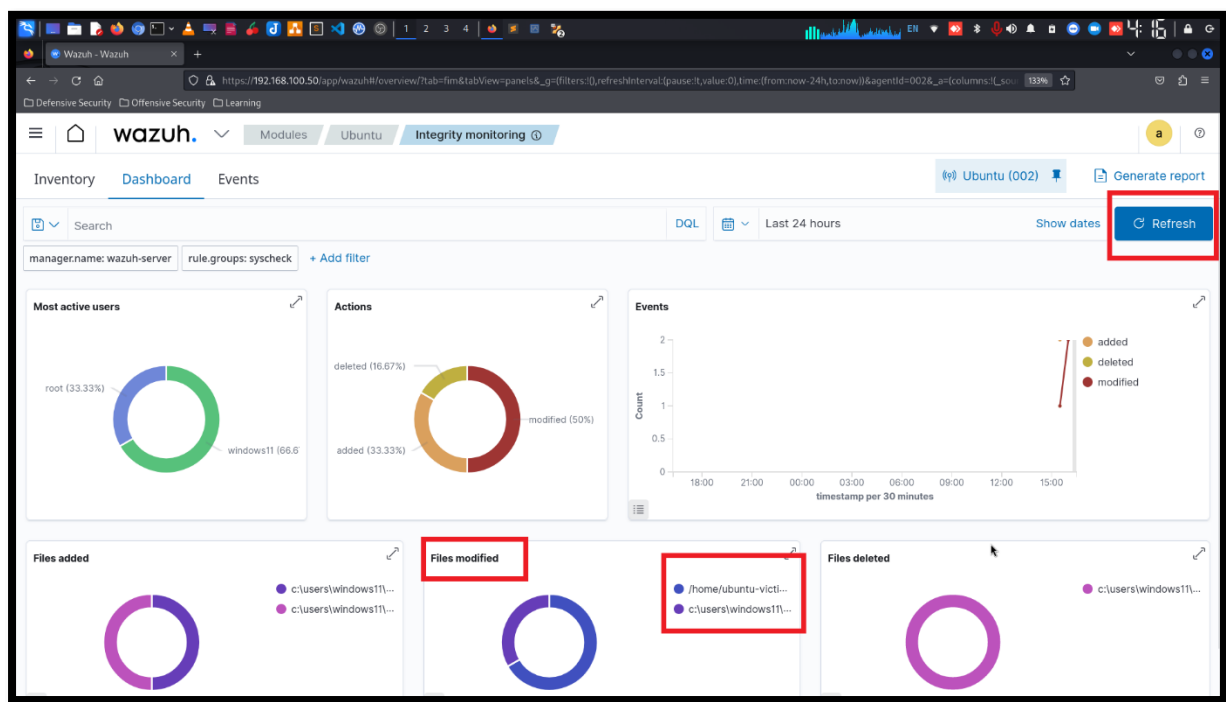 1 2 3 4 EN 4: 16
Wazuh - Wazuh × +
https://192.168.100.50/app/wazuh#/overview/?tab=fim&tabView=panels&_g=(filters:!(),refreshInterval:(pause:!t,value:0),time:(from:now-24h,to:now))&agentId=002&_a=(columns:!(_sou 133%
Defensive Security Offensive Security Learning
wazuh. Modules Ubuntu Integrity monitoring a
Inventory Dashboard Events Ubuntu (002) Generate report
Search DQL Last 24 hours Show dates Refresh
manager.name: wazuh-server rule.groups: syscheck + Add filter
Most active users
root (33.33%)
windows11 (66.6
Actions
deleted (16.67%)
modified (50%)
added (33.33%)
Events
Count
2
1.5
1
0.5
0
18:00 21:00 00:00 03:00 06:00 09:00 12:00 15:00
timestamp per 30 minutes
added
deleted
modified
Files added
c:\users\windows11\...
c:\users\windows11\...
Files modified
/home/ubuntu-victi...
c:\users\windows11\...
Files deleted
c:\users\windows11\...